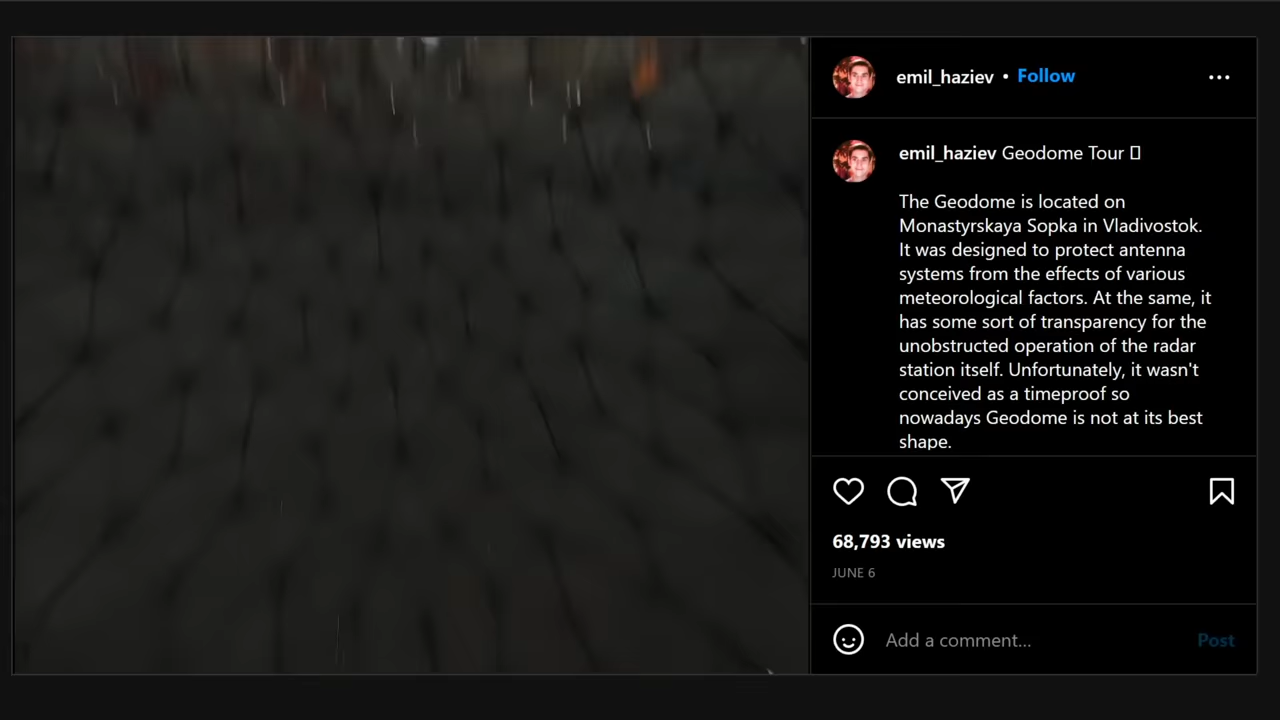 emil_haziev • Follow
emil_haziev Geodome Tour
The Geodome is located on
Monastyrskaya Sopka in Vladivostok.
It was designed to protect antenna
systems from the effects of various
meteorological factors. At the same, it
has some sort of transparency for the
unobstructed operation of the radar
station itself. Unfortunately, it wasn't
conceived as a timeproof so
nowadays Geodome is not at its best
shape.
68,793 views
JUNE 6
Add a comment...
Post